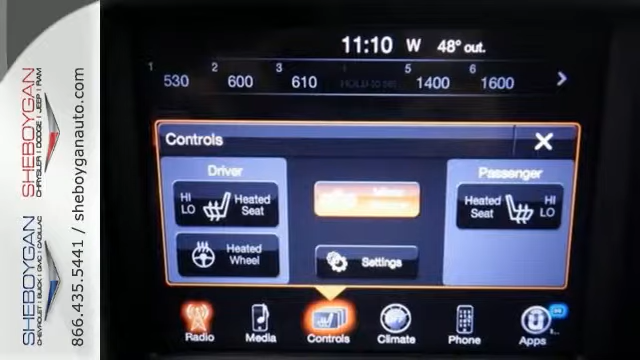 SHEBOYGAN
CHRYSLER | DODGE | JEEP | RAM
SHEBOYGAN
CHEVROLET | BUICK | GMC | CADILLAC
866.435.5441 / sheboyganauto.com
11:10 W 48° out.
1 530 2 600 3 610 5 1400 6 1600
Controls
Driver
Passenger
HI LO Heated Seat
Heated Seat HI LO
Heated Wheel
Settings
Radio Media Controls Climate Phone Apps